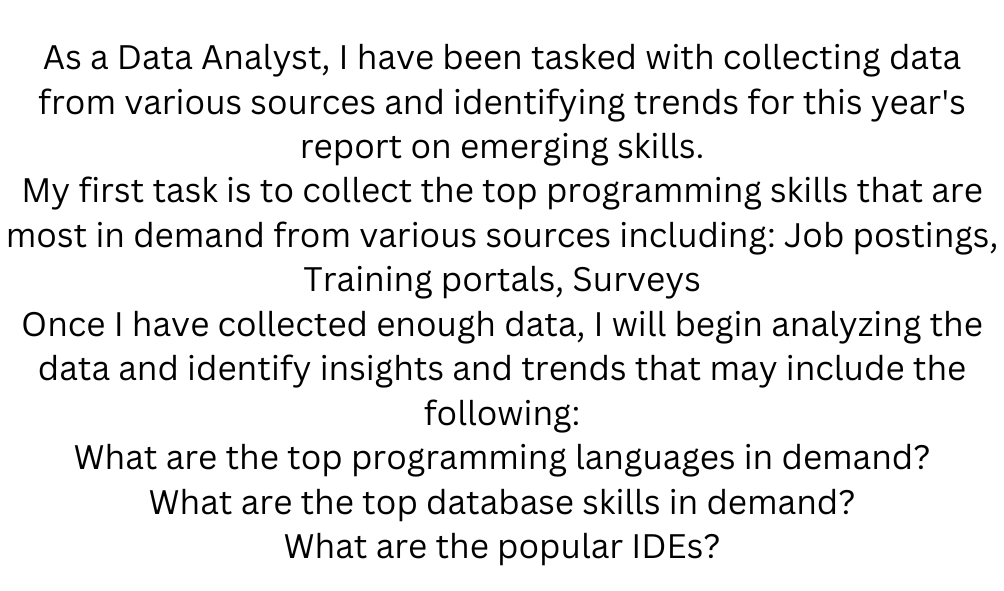 As a Data Analyst, I have been tasked with collecting data
from various sources and identifying trends for this year's
report on emerging skills.
My first task is to collect the top programming skills that are
most in demand from various sources including: Job postings,
Training portals, Surveys
Once I have collected enough data, I will begin analyzing the
data and identify insights and trends that may include the
following:
What are the top programming languages in demand?
What are the top database skills in demand?
What are the popular IDEs?